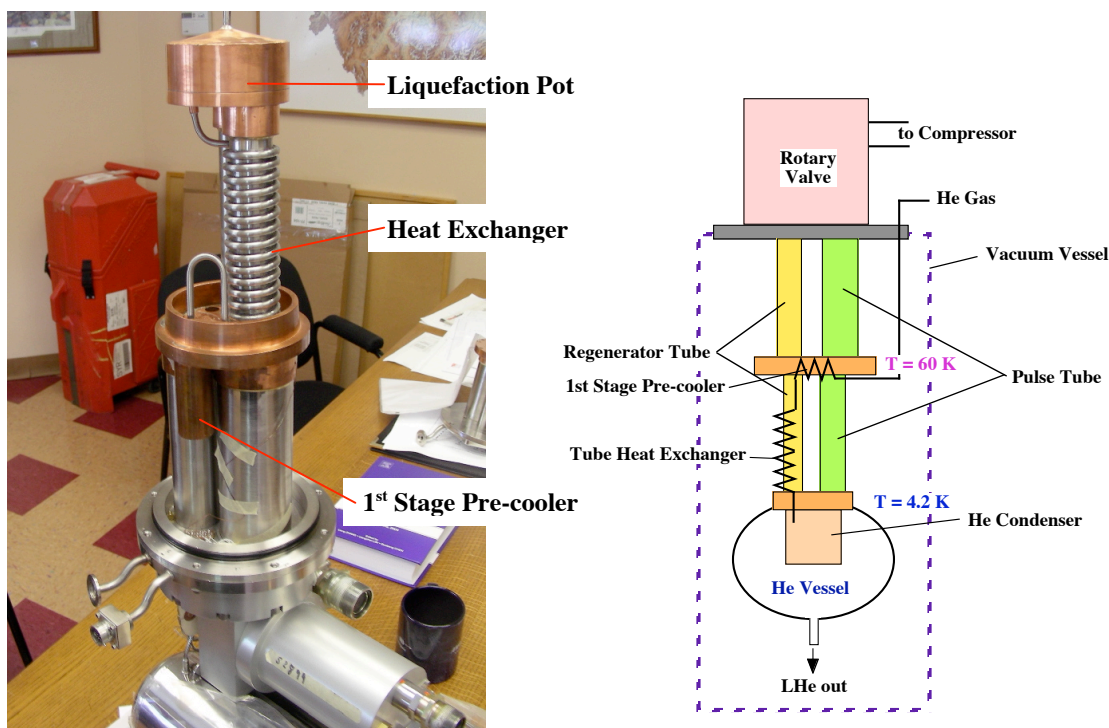 Liquefaction Pot
Heat Exchanger
1st Stage Pre-cooler
52899
Rotary
Valve
to Compressor
He Gas
Vacuum Vessel
Regenerator Tube
T = 60 K
1st Stage Pre-cooler
Pulse Tube
Tube Heat Exchanger
T = 4.2 K
He Condenser
He Vessel
LHe out